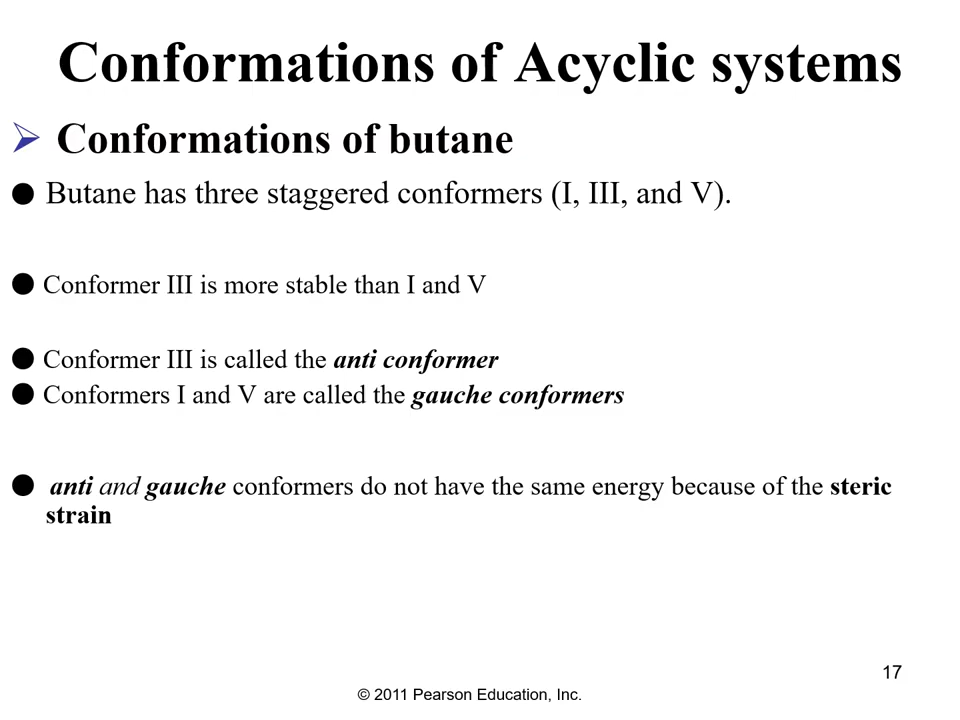 Conformations of Acyclic systems
➢ Conformations of butane
● Butane has three staggered conformers (I, III, and V).
● Conformer III is more stable than I and V
● Conformer III is called the anti conformer
● Conformers I and V are called the gauche conformers
● anti and gauche conformers do not have the same energy because of the steric
strain
17
© 2011 Pearson Education, Inc.